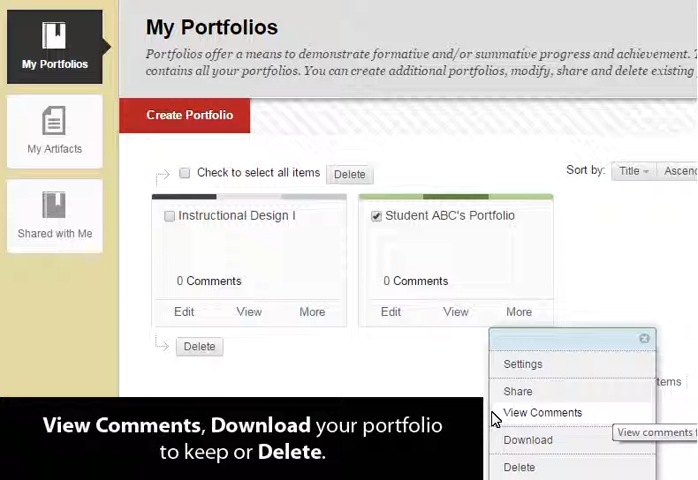 My Portfolios
My Portfolios
Portfolios offer a means to demonstrate formative and/or summative progress and achievement.
contains all your portfolios. You can create additional portfolios, modify, share and delete existing
Create Portfolio
My Artifacts
Shared with Me
Check to select all items
Delete
Sort by:
Title
Instructional Design I
Student ABC's Portfolio
0 Comments
0 Comments
Edit
View
More
Edit
View
More
Delete
Settings
Share
View Comments
Download
Delete
View comments
View Comments, Download your portfolio
to keep or Delete.